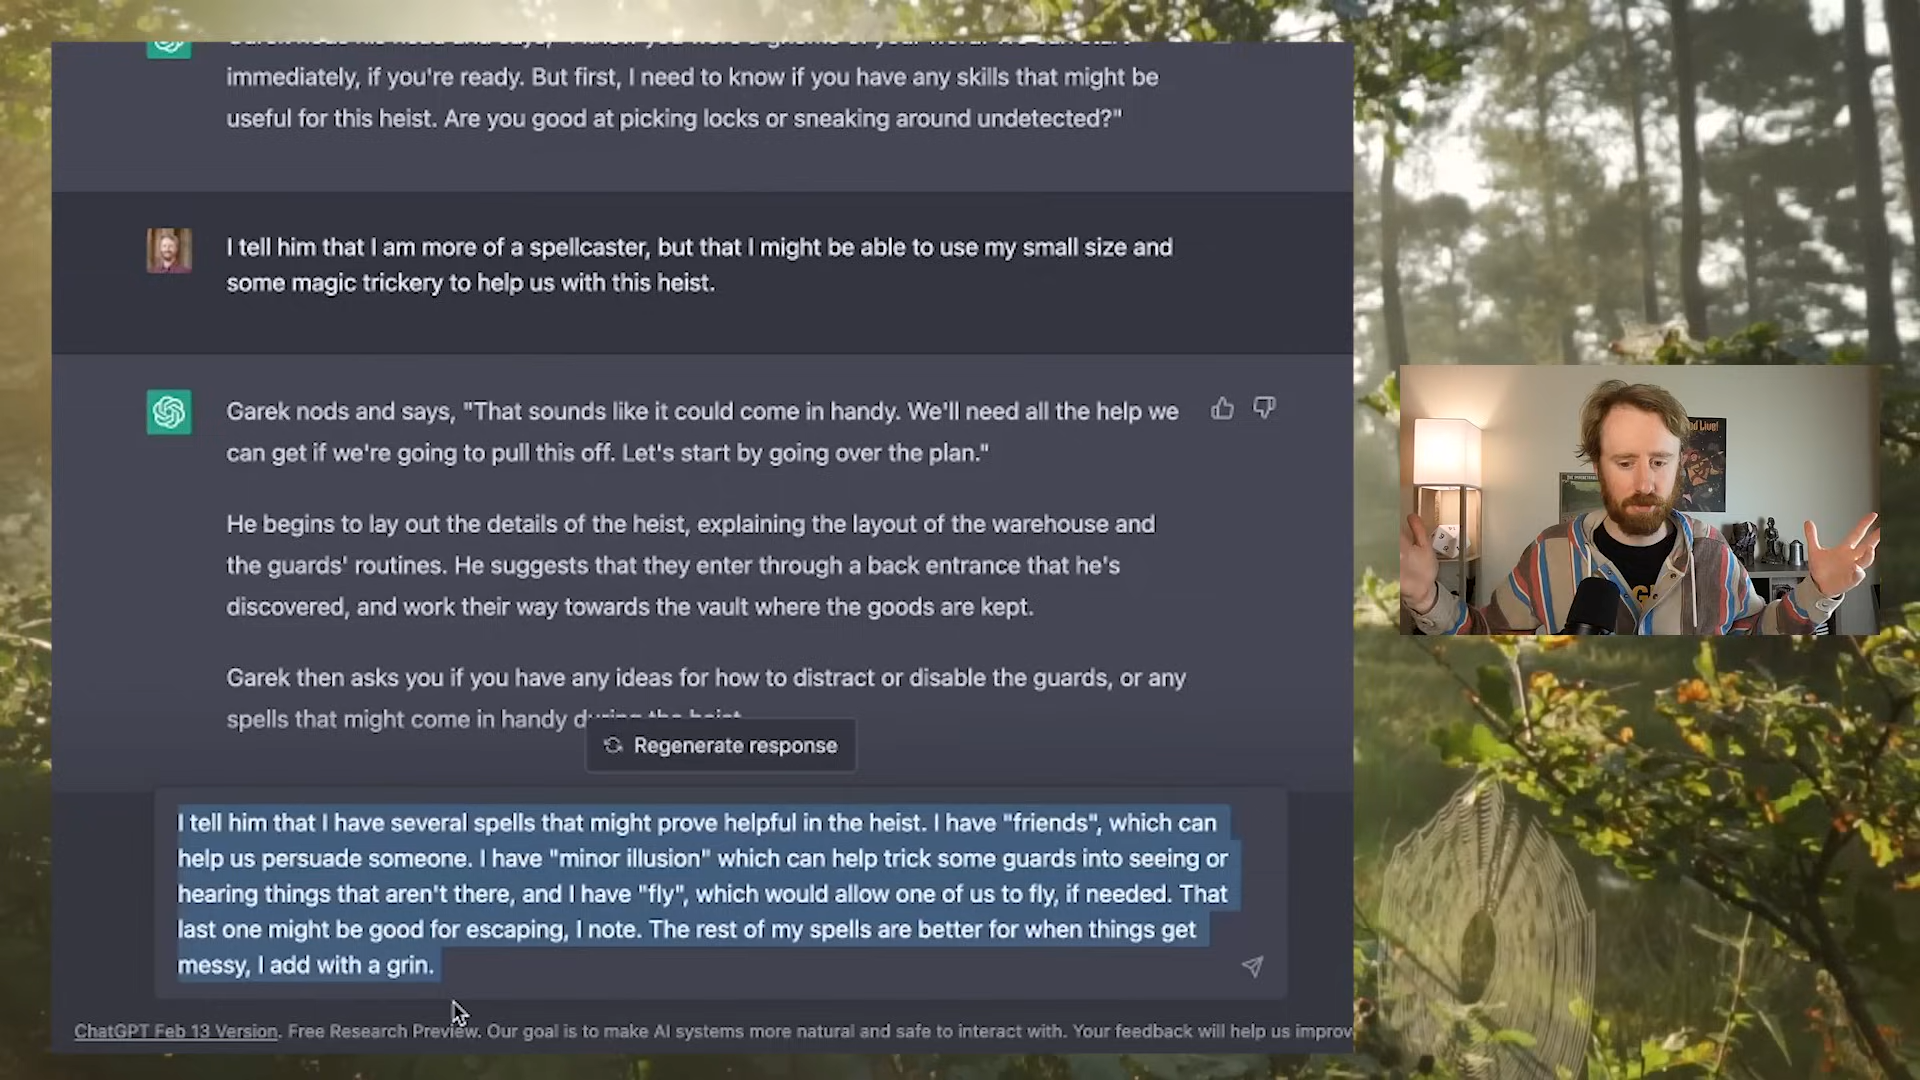 immediately, if you're ready. But first, I need to know if you have any skills that might be
useful for this heist. Are you good at picking locks or sneaking around undetected?"
I tell him that I am more of a spellcaster, but that I might be able to use my small size and
some magic trickery to help us with this heist.
Garek nods and says, "That sounds like it could come in handy. We'll need all the help we
can get if we're going to pull this off. Let's start by going over the plan."
He begins to lay out the details of the heist, explaining the layout of the warehouse and
the guards' routines. He suggests that they enter through a back entrance that he's
discovered, and work their way towards the vault where the goods are kept.
Garek then asks you if you have any ideas for how to distract or disable the guards, or any
spells that might come in handy during the heist.
Regenerate response
I tell him that I have several spells that might prove helpful in the heist. I have "friends", which can
help us persuade someone. I have "minor illusion" which can help trick some guards into seeing or
hearing things that aren't there, and I have "fly", which would allow one of us to fly, if needed. That
last one might be good for escaping, I note. The rest of my spells are better for when things get
messy, I add with a grin.
ChatGPT Feb 13 Version. Free Research Preview. Our goal is to make AI systems more natural and safe to interact with. Your feedback will help us improv
Live!